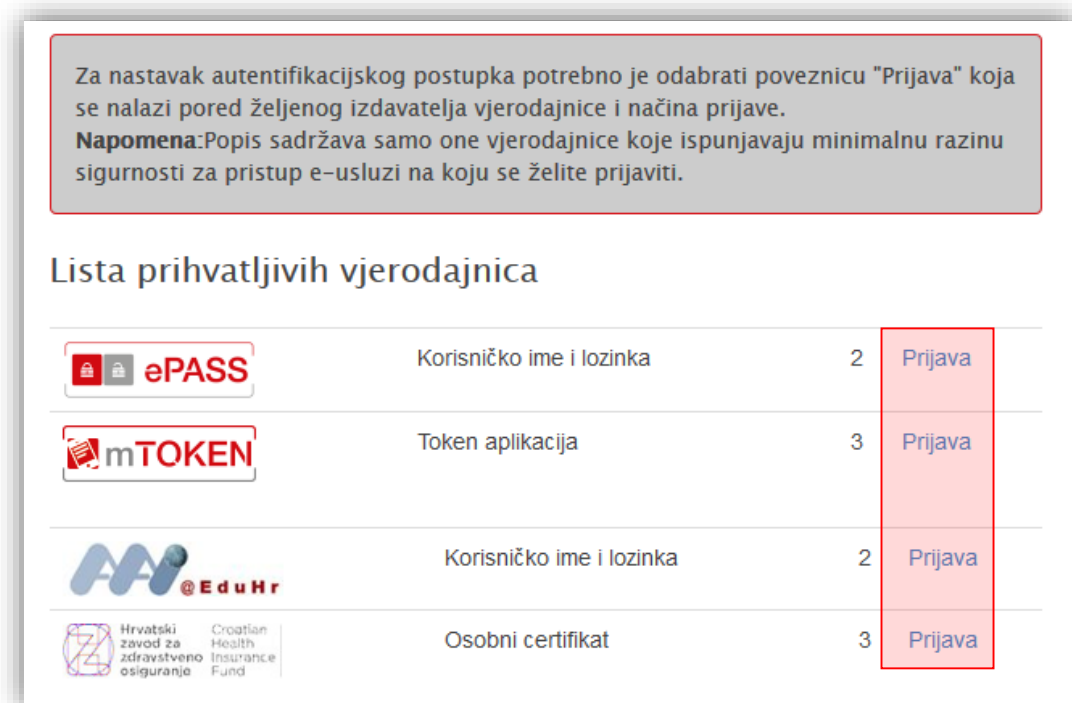 Za nastavak autentifikacijskog postupka potrebno je odabrati poveznicu "Prijava" koja
se nalazi pored željenog izdavatelja vjerodajnice i načina prijave.
Napomena:Popis sadržava samo one vjerodajnice koje ispunjavaju minimalnu razinu
sigurnosti za pristup e-usluzi na koju se želite prijaviti.
Lista prihvatljivih vjerodajnica
ePASS Korisničko ime i lozinka 2 Prijava
mTOKEN Token aplikacija 3 Prijava
AAI@EduHr Korisničko ime i lozinka 2 Prijava
Hrvatski zavod za zdravstveno osiguranje Croatian Health Insurance Fund Osobni certifikat 3 Prijava